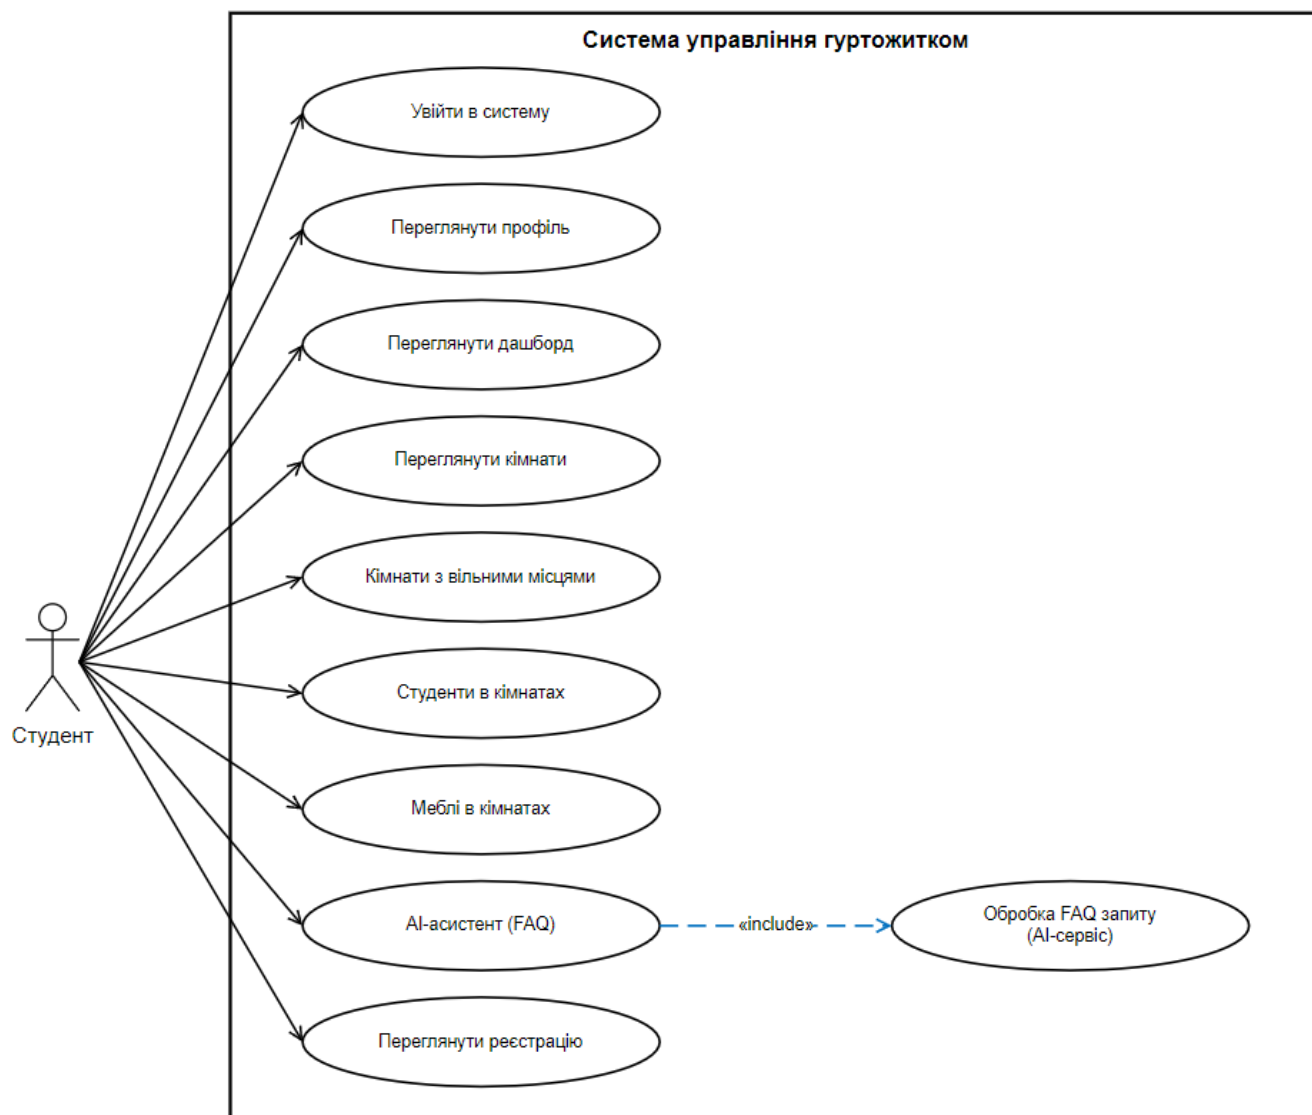 Система управління гуртожитком
Увійти в систему
Переглянути профіль
Переглянути дашборд
Переглянути кімнати
Кімнати з вільними місцями
Студенти в кімнатах
Студент
Меблі в кімнатах
AI-асистент (FAQ)
«include»
Обробка FAQ запиту
(AI-сервіс)
Переглянути реєстрацію